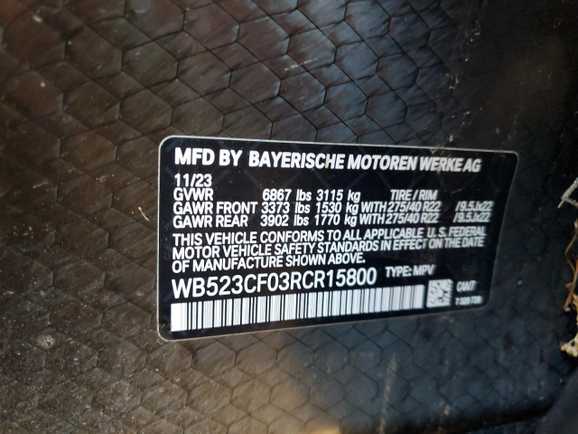 MFD BY BAYERISCHE MOTOREN WERKE AG
11/23
GVWR 6867 lbs 3115 kg TIRE / RIM
GAWR FRONT 3373 lbs 1530 kg WITH 275/40 R22 /9.5Jx22
GAWR REAR 3902 lbs 1770 kg WITH 275/40 R22 /9.5Jx22
THIS VEHICLE CONFORMS TO ALL APPLICABLE U.S. FEDERAL
MOTOR VEHICLE SAFETY STANDARDS IN EFFECT ON THE DATE
OF MANUFACTURE SHOWN ABOVE.
WB523CF03RCR15800 TYPE: MPV